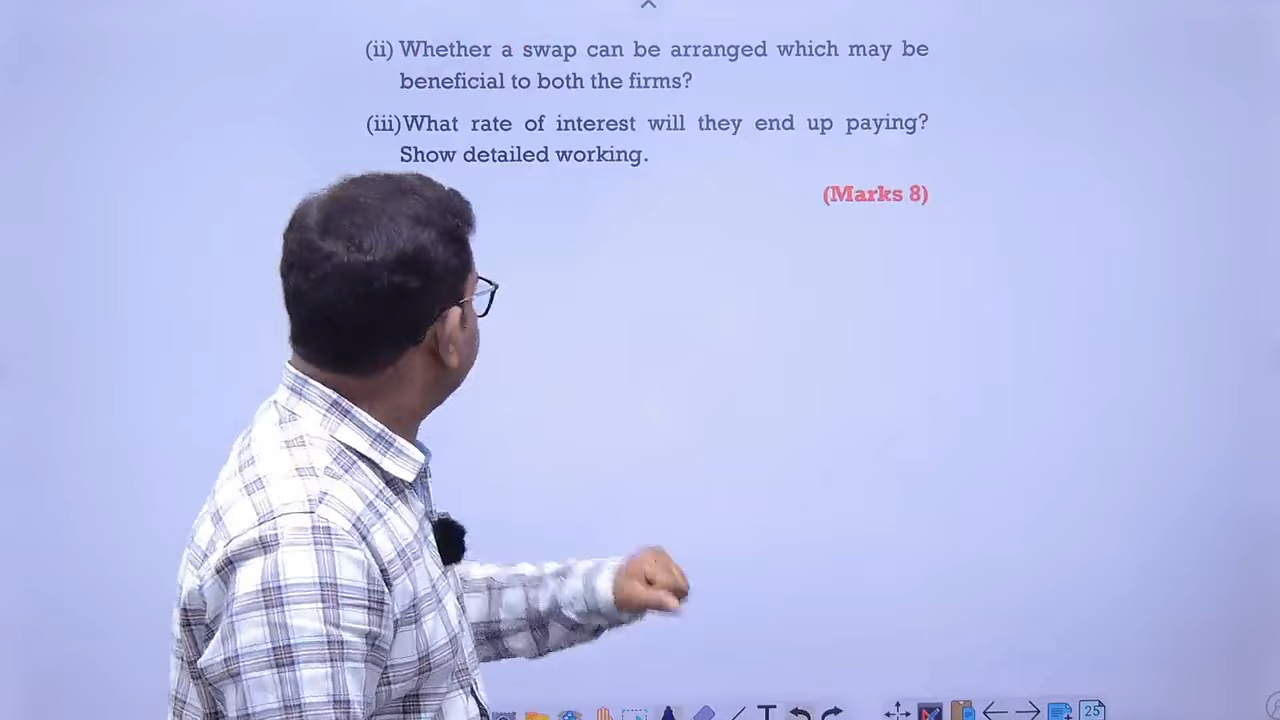 (ii) Whether a swap can be arranged which may be
beneficial to both the firms?
(iii)What rate of interest will they end up paying?
Show detailed working.
(Marks 8)
T
25